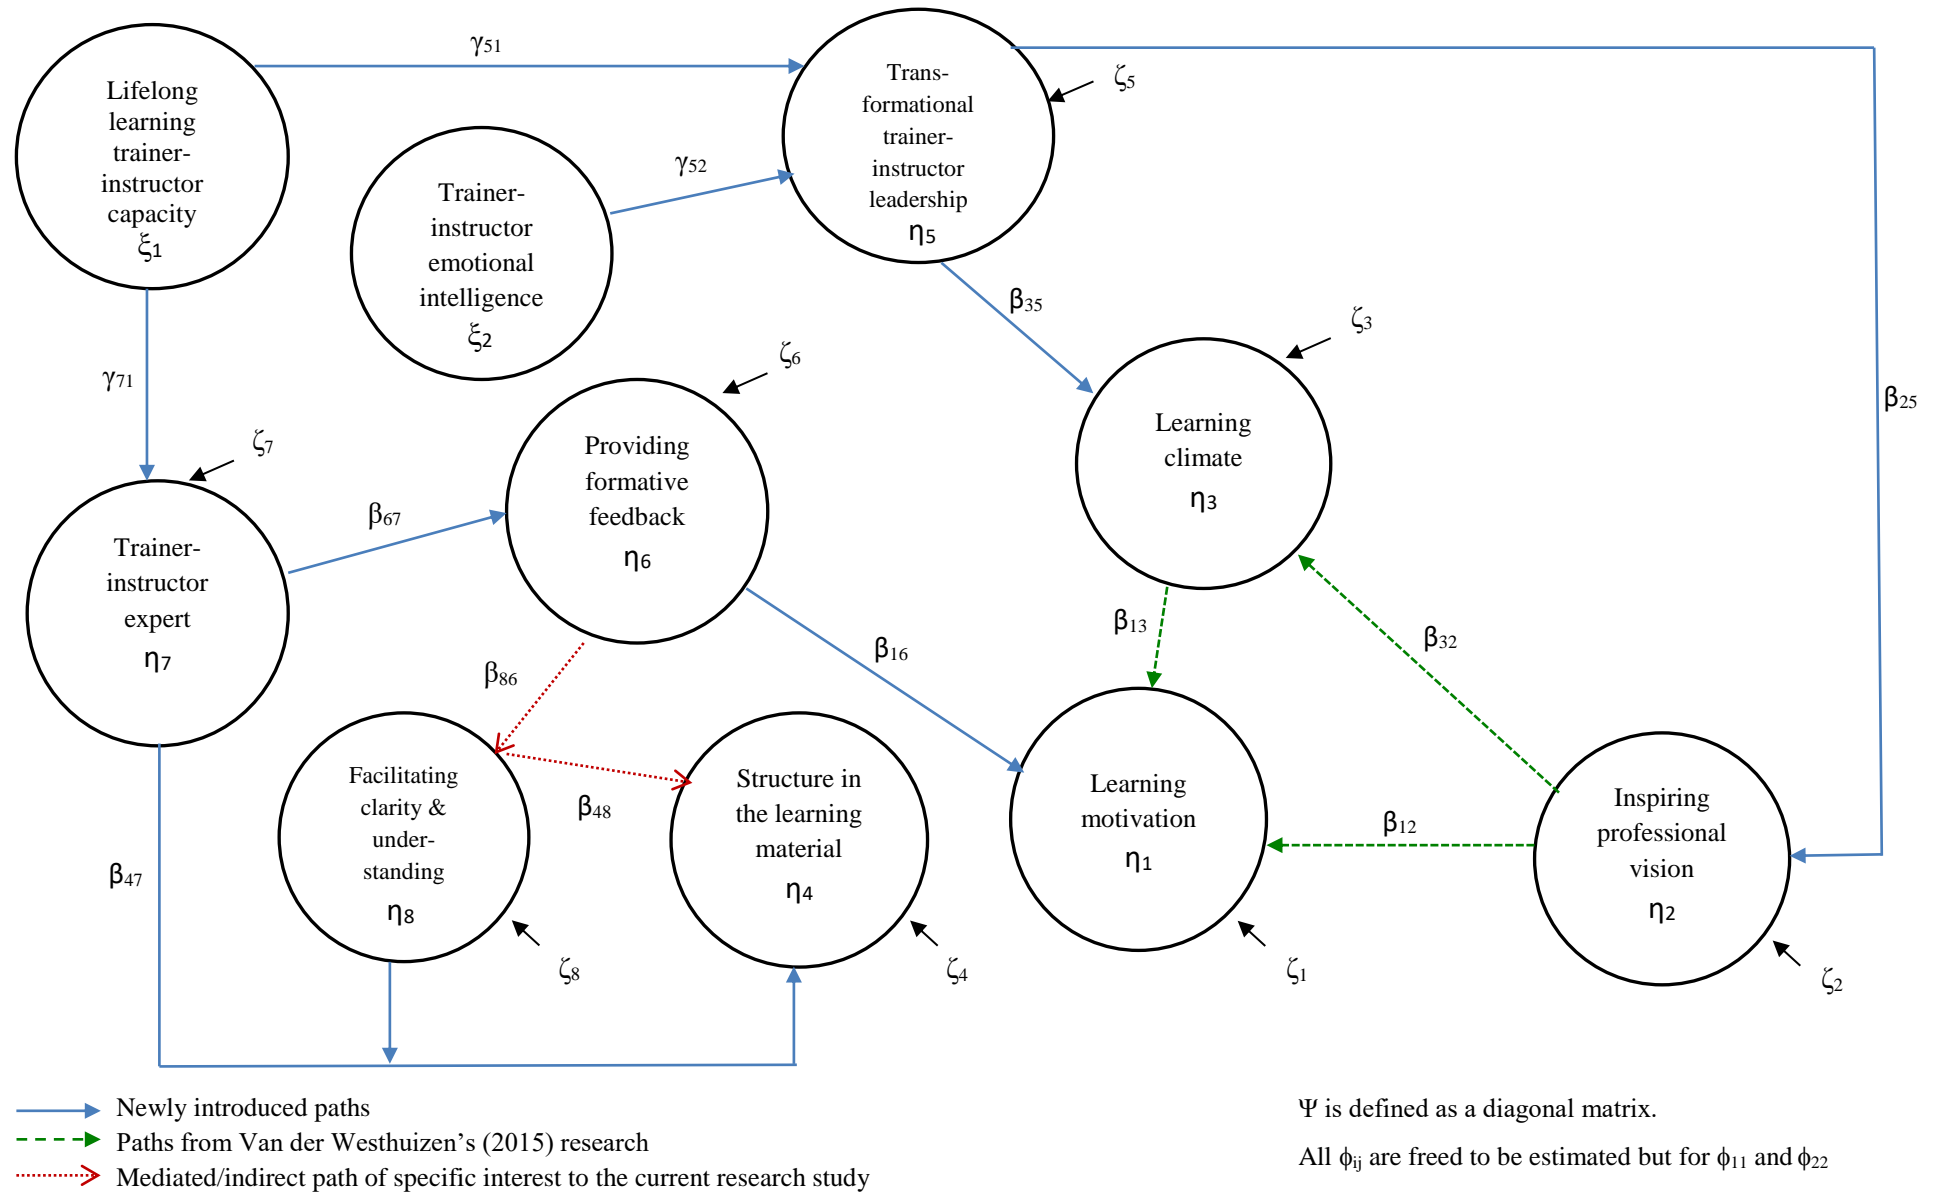 γ51
Lifelong
learning
trainer-
instructor
capacity
ξ1
Trans-
formational
trainer-
instructor
leadership
η5
ζ5
γ52
Trainer-
instructor
emotional
intelligence
ξ2
β35
ζ3
ζ6
γ71
β25
Learning
climate
η3
ζ7
Providing
formative
feedback
η6
β67
Trainer-
instructor
expert
η7
β13
β32
β16
β86
Facilitating
clarity &
under-
standing
η8
β48
Structure in
the learning
material
η4
Learning
motivation
η1
β12
Inspiring
professional
vision
η2
β47
ζ8
ζ4
ζ1
ζ2
Newly introduced paths
Paths from Van der Westhuizen’s (2015) research
Mediated/indirect path of specific interest to the current research study
Ψ is defined as a diagonal matrix.
All ϕij are freed to be estimated but for ϕ11 and ϕ22